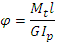 φ = M_t l / G I_p